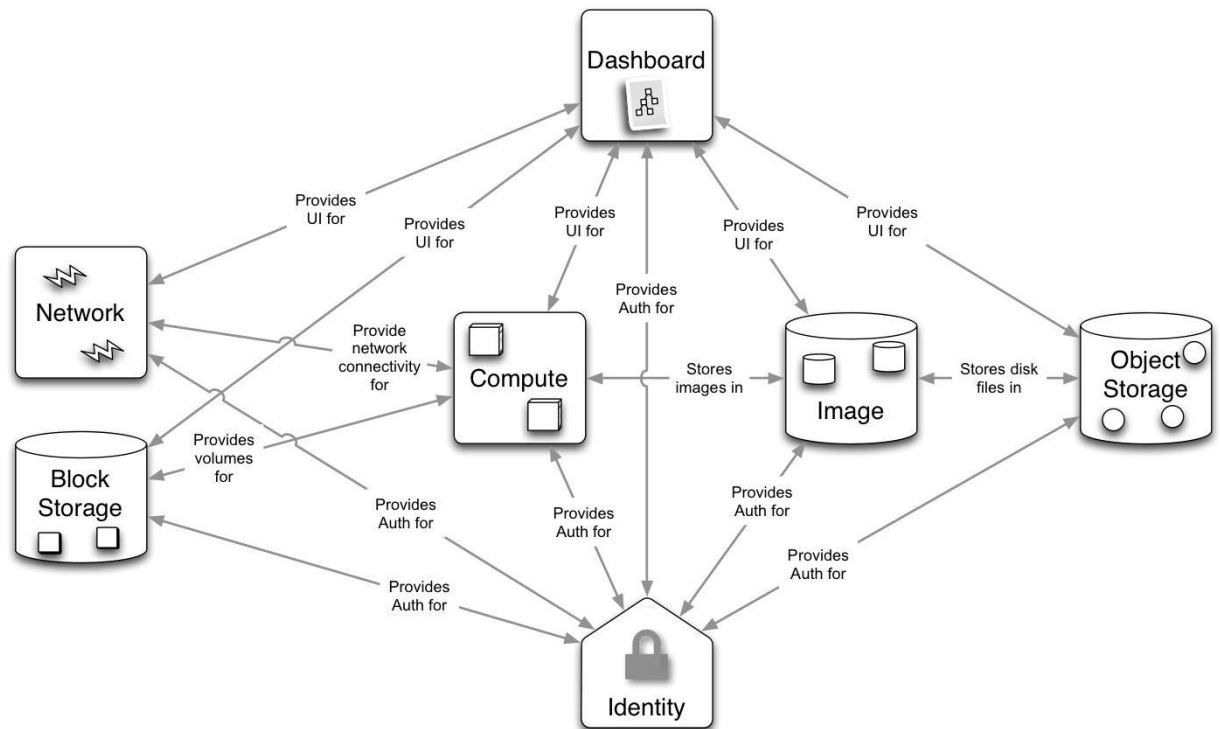 Dashboard
Provides
UI for
Provides
UI for
Provides
UI for
Provides
UI for
Provides
UI for
Provides
Auth for
Network
Provide
network
connectivity
for
Compute
Stores
images in
Image
Stores disk
files in
Object
Storage
Block
Storage
Provides
volumes
for
Provides
Auth for
Provides
Auth for
Provides
Auth for
Provides
Auth for
Provides
Auth for
Identity